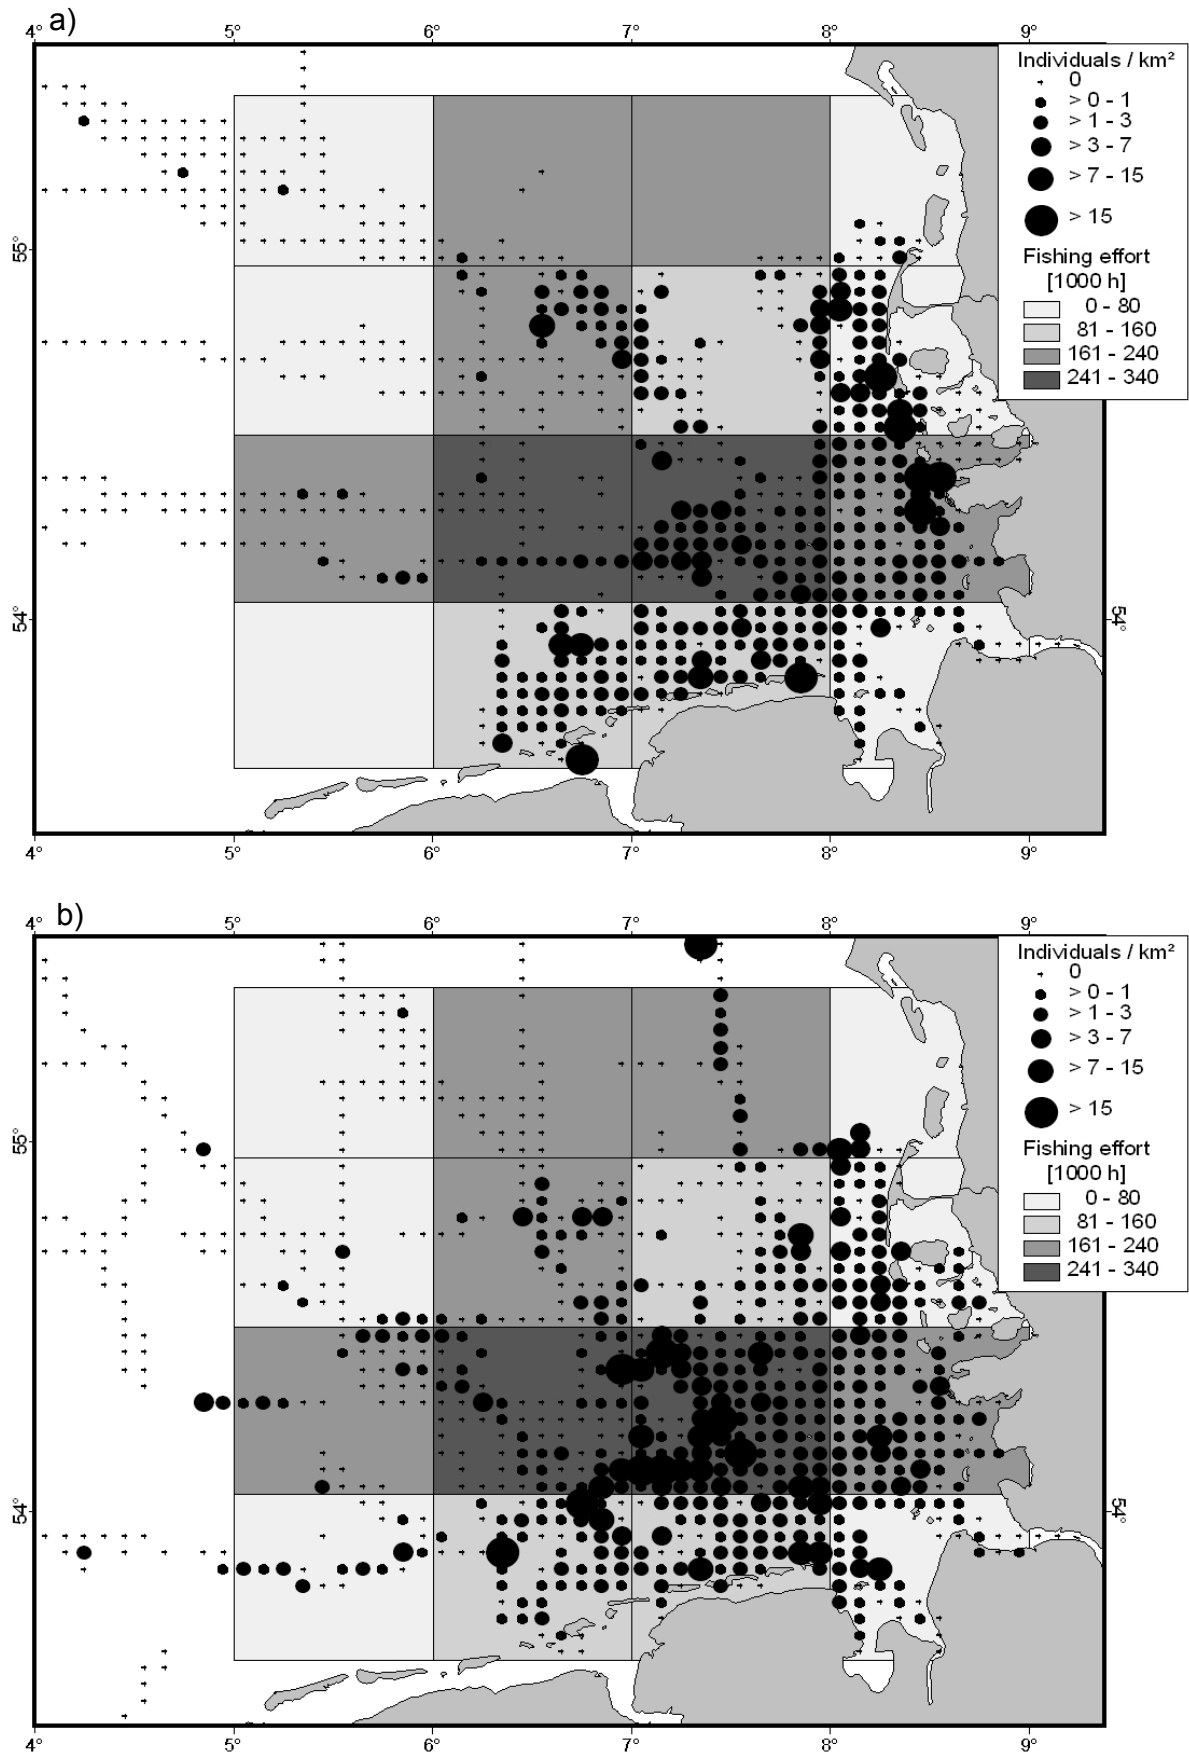 a)
4° 5° 6° 7° 8° 9°
Individuals / km²
0
> 0 - 1
> 1 - 3
> 3 - 7
> 7 - 15
> 15
Fishing effort
[1000 h]
0 - 80
81 - 160
161 - 240
241 - 340
55°
54° 54°
4° 5° 6° 7° 8° 9°
b)
4° 5° 6° 7° 8° 9°
Individuals / km²
0
> 0 - 1
> 1 - 3
> 3 - 7
> 7 - 15
> 15
Fishing effort
[1000 h]
0 - 80
81 - 160
161 - 240
241 - 340
55°
54° 54°
4° 5° 6° 7° 8° 9°